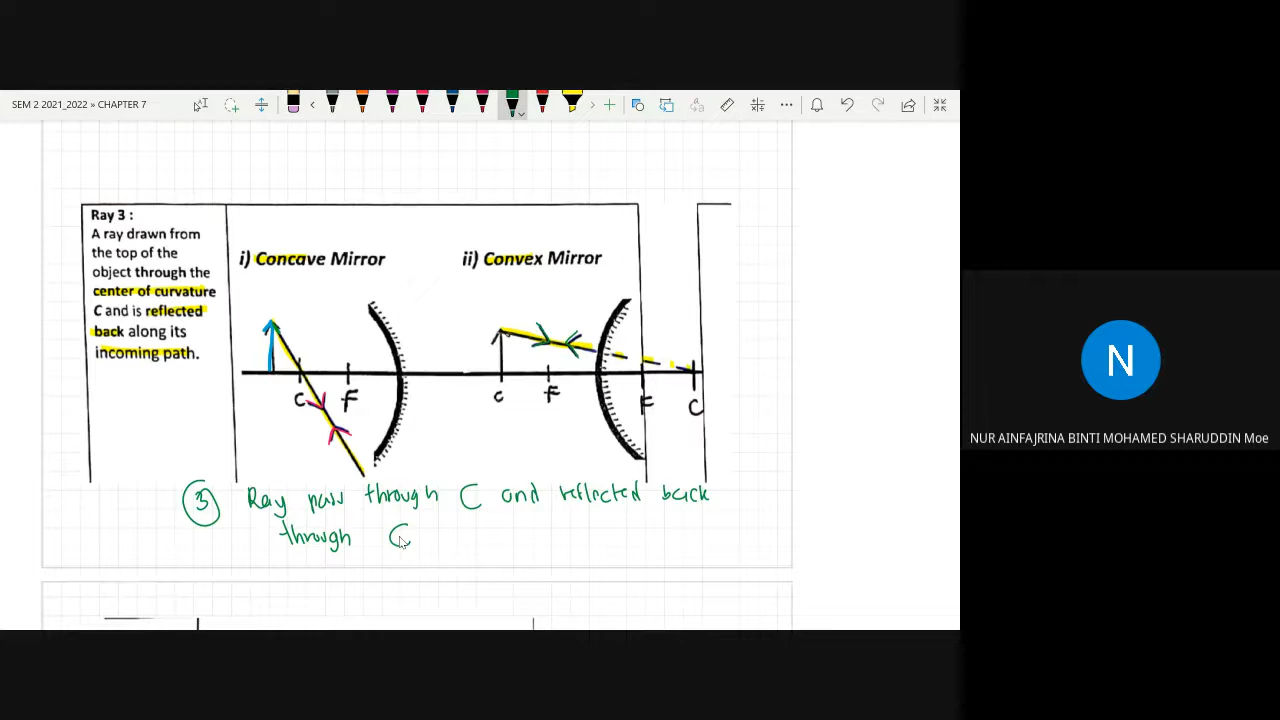 SEM 2 2021_2022 » CHAPTER 7
Ray 3 :
A ray drawn from
the top of the
object through the
center of curvature
C and is reflected
back along its
incoming path.
i) Concave Mirror
C
F
ii) Convex Mirror
C
F
F
C
3 Ray pass through C and reflected back
through C
N
NUR AINFAJRINA BINTI MOHAMED SHARUDDIN Moe